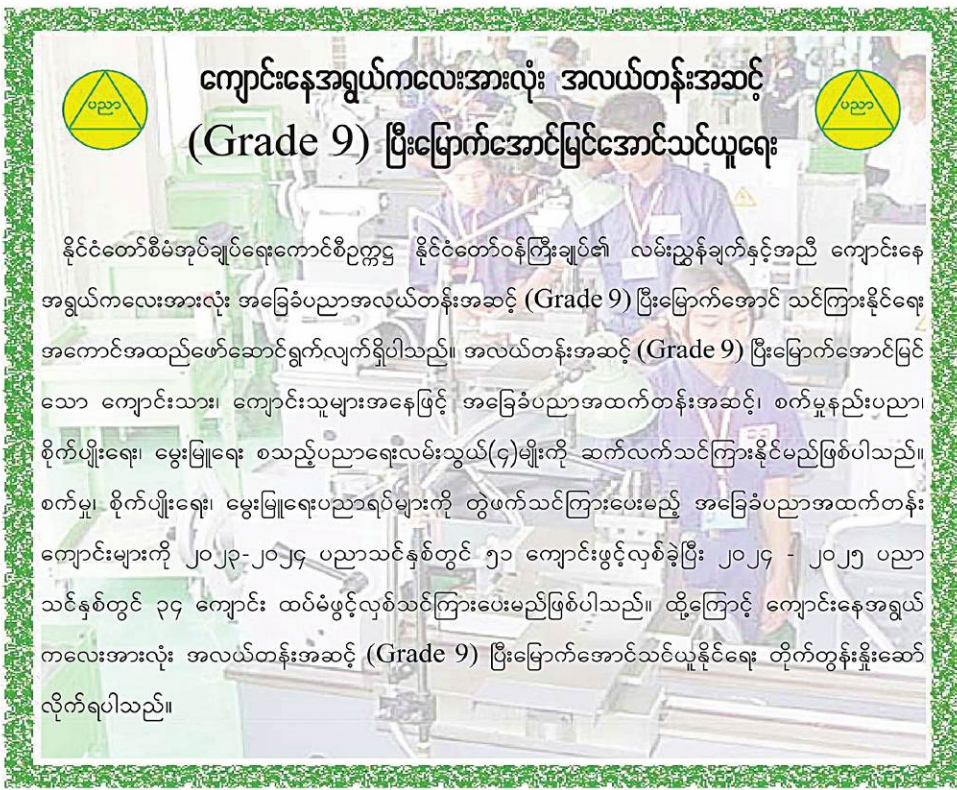 ကျောင်းနေအရွယ်ကလေးအားလုံး အလယ်တန်းအဆင့်
ပညာ
ပညာ
(Grade 9) ပြီးမြောက်အောင်မြင်အောင်သင်ယူရေး
နိုင်ငံတော်စီမံအုပ်ချုပ်ရေးကောင်စီဥက္ကဋ္ဌ နိုင်ငံတော်ဝန်ကြီးချုပ်၏ လမ်းညွှန်ချက်နှင့်အညီ ကျောင်းနေ
အရွယ်ကလေးအားလုံး အခြေခံပညာအလယ်တန်းအဆင့် (Grade 9) ပြီးမြောက်အောင် သင်ကြားနိုင်ရေး
အကောင်အထည်ဖော်ဆောင်ရွက်လျက်ရှိပါသည်။ အလယ်တန်းအဆင့် (Grade 9) ပြီးမြောက်အောင်မြင်
သော ကျောင်းသား၊ ကျောင်းသူများအနေဖြင့် အခြေခံပညာအထက်တန်းအဆင့်၊ စက်မှုနည်းပညာ၊
စိုက်ပျိုးရေး၊ မွေးမြူရေး စသည့်ပညာရေးလမ်းသွယ်(၄)မျိုးကို ဆက်လက်သင်ကြားနိုင်မည်ဖြစ်ပါသည်။
စက်မှု၊ စိုက်ပျိုးရေး၊ မွေးမြူရေးပညာရပ်များကို တွဲဖက်သင်ကြားပေးမည့် အခြေခံပညာအထက်တန်း
ကျောင်းများကို ၂၀၂၃-၂၀၂၄ ပညာသင်နှစ်တွင် ၅၁ ကျောင်းဖွင့်လှစ်ခဲ့ပြီး ၂၀၂၄ - ၂၀၂၅ ပညာ
သင်နှစ်တွင် ၃၄ ကျောင်း ထပ်မံဖွင့်လှစ်သင်ကြားပေးမည်ဖြစ်ပါသည်။ ထို့ကြောင့် ကျောင်းနေအရွယ်
ကလေးအားလုံး အလယ်တန်းအဆင့် (Grade 9) ပြီးမြောက်အောင်သင်ယူနိုင်ရေး တိုက်တွန်းနှိုးဆော်
လိုက်ရပါသည်။